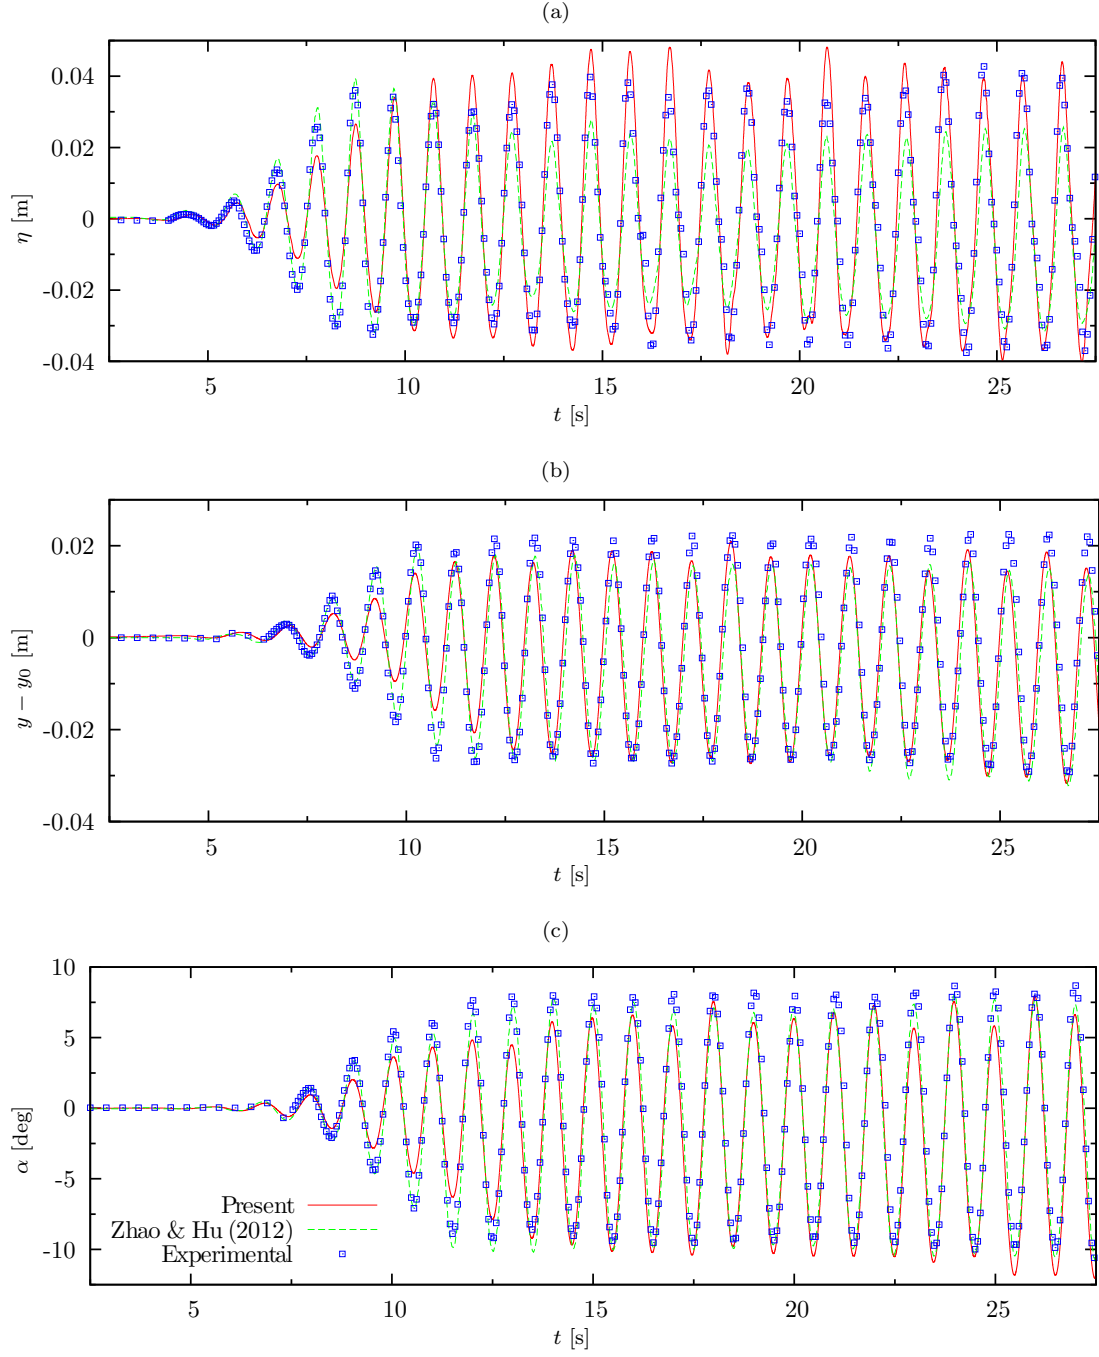 (a)
0.04
0.02
0
-0.02
-0.04
η [m]
5
10
15
20
25
t [s]
(b)
0.02
0
-0.02
-0.04
y − y0 [m]
5
10
15
20
25
t [s]
(c)
10
5
0
-5
-10
α [deg]
Present
Zhao & Hu (2012)
Experimental
5
10
15
20
25
t [s]